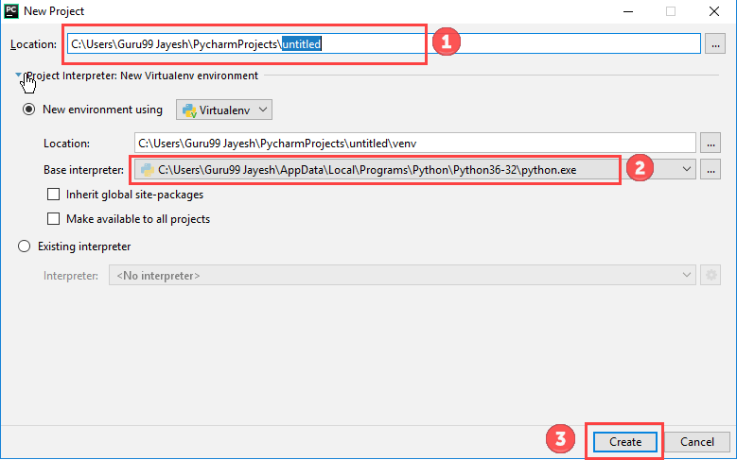 PC New Project
Location: C:\Users\Guru99 Jayesh\PycharmProjects\untitled 1 ...
Project Interpreter: New Virtualenv environment
New environment using Virtualenv
Location: C:\Users\Guru99 Jayesh\PycharmProjects\untitled\venv ...
Base interpreter: C:\Users\Guru99 Jayesh\AppData\Local\Programs\Python\Python36-32\python.exe 2 ...
Inherit global site-packages
Make available to all projects
Existing interpreter
Interpreter: <No interpreter>
3 Create Cancel